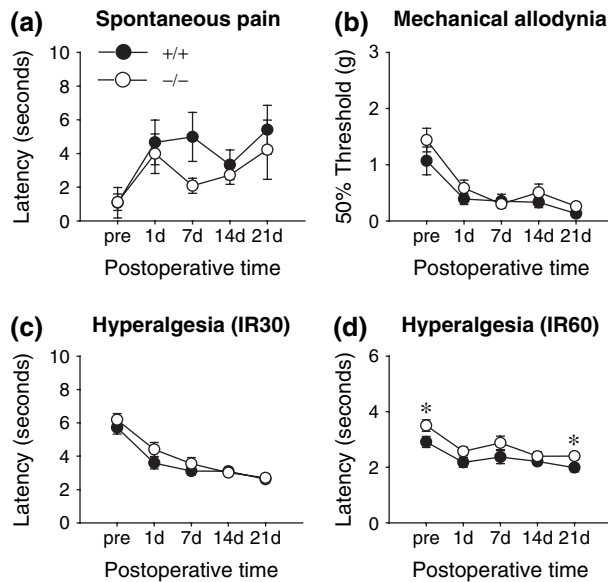 (a) Spontaneous pain
Latency (seconds)
10
8
6
4
2
0
+/+
−/−
pre 1d 7d 14d 21d
Postoperative time
(b) Mechanical allodynia
50% Threshold (g)
3
2
1
0
pre 1d 7d 14d 21d
Postoperative time
(c) Hyperalgesia (IR30)
Latency (seconds)
10
8
6
4
2
0
pre 1d 7d 14d 21d
Postoperative time
(d) Hyperalgesia (IR60)
Latency (seconds)
6
4
2
0
* *
pre 1d 7d 14d 21d
Postoperative time